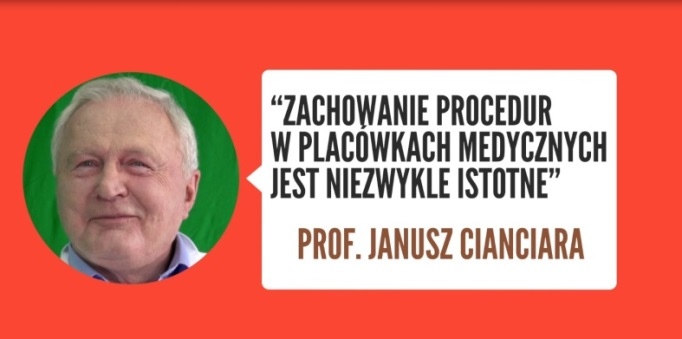 “ZACHOWANIE PROCEDUR
W PLACÓWKACH MEDYCZNYCH
JEST NIEZWYKLE ISTOTNE”
PROF. JANUSZ CIANCIARA